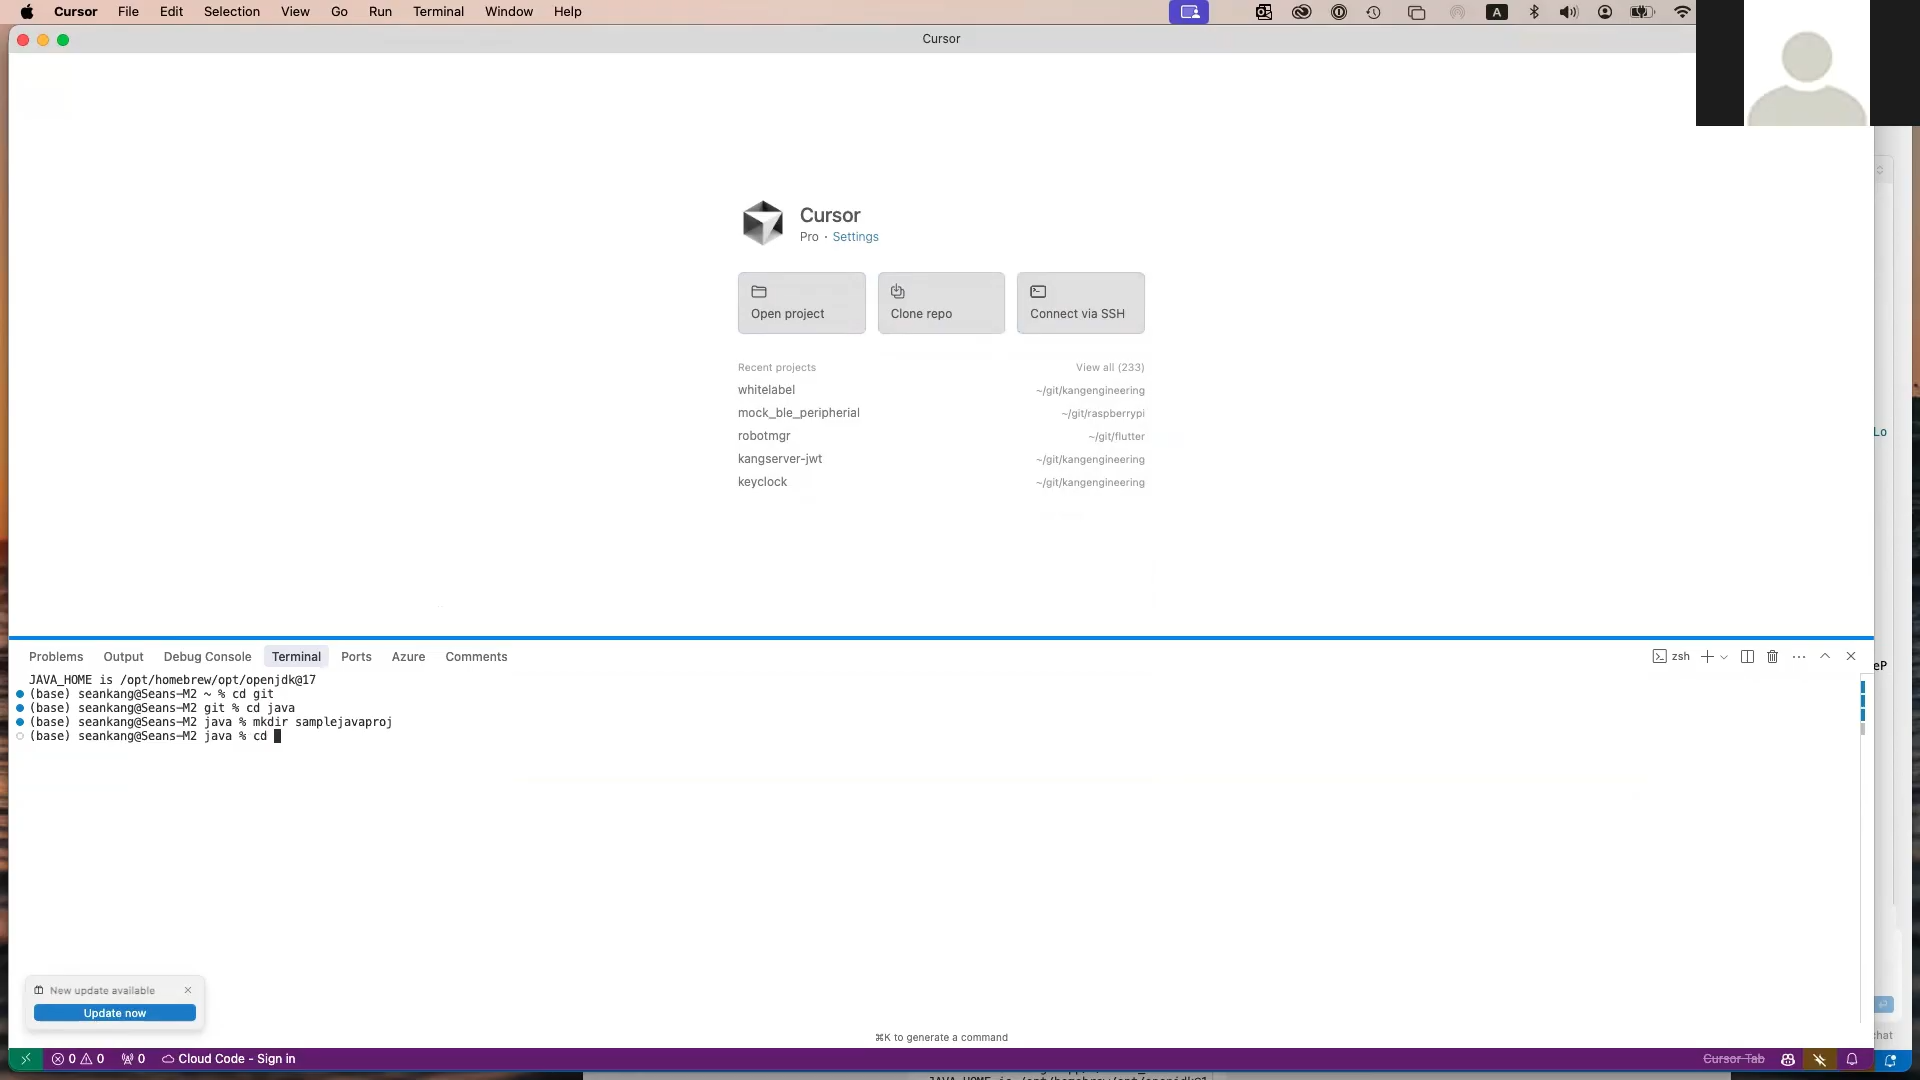 Cursor File Edit Selection View Go Run Terminal Window Help
A
Cursor
Cursor
Pro · Settings
Open project
Clone repo
Connect via SSH
Recent projects View all (233)
whitelabel ~/git/kangengineering
mock_ble_peripherial ~/git/raspberrypi
robotmgr ~/git/flutter
kangserver-jwt ~/git/kangengineering
keyclock ~/git/kangengineering
Lo
Problems Output Debug Console Terminal Ports Azure Comments zsh
eP
JAVA_HOME is /opt/homebrew/opt/openjdk@17
(base) seankang@Seans-M2 ~ % cd git
(base) seankang@Seans-M2 git % cd java
(base) seankang@Seans-M2 java % mkdir samplejavaproj
(base) seankang@Seans-M2 java % cd
New update available
Update now
⌘K to generate a command
hat
0 0 0 Cloud Code - Sign in Cursor Tab